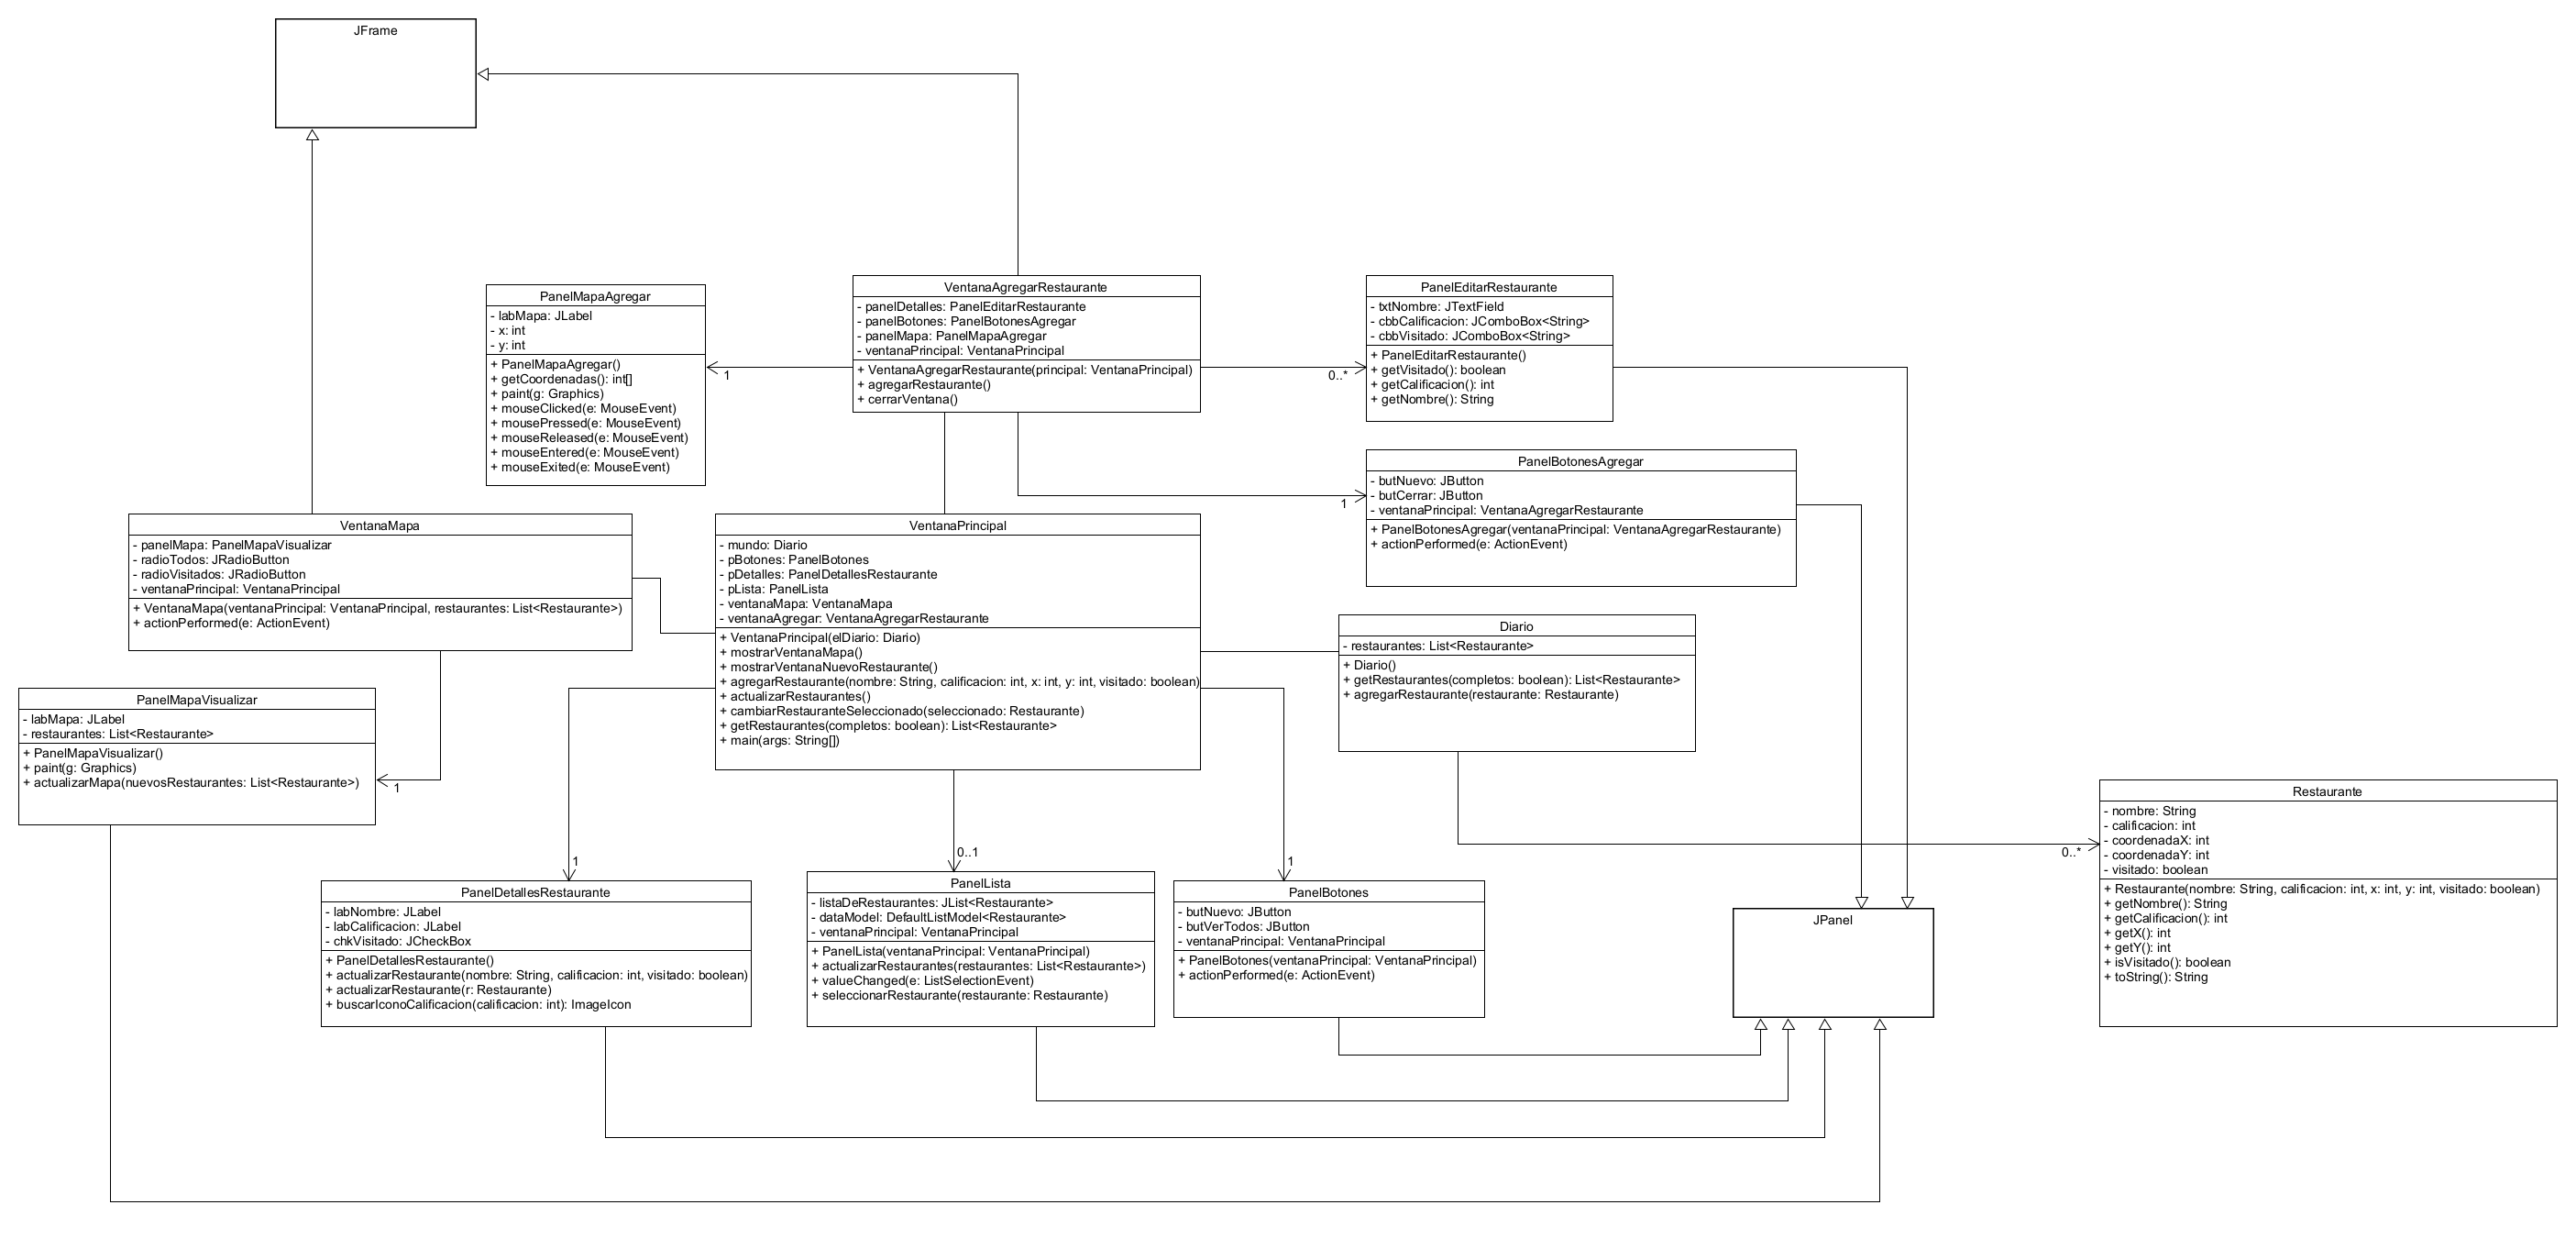 JFrame
VentanaAgregarRestaurante
- panelDetalles: PanelEditarRestaurante
- panelBotones: PanelBotonesAgregar
- panelMapa: PanelMapaAgregar
- ventanaPrincipal: VentanaPrincipal
+ VentanaAgregarRestaurante(principal: VentanaPrincipal)
+ agregarRestaurante()
+ cerrarVentana()
PanelEditarRestaurante
- txtNombre: JTextField
- cbbCalificacion: JComboBox<String>
- cbbVisitado: JComboBox<String>
+ PanelEditarRestaurante()
+ getVisitado(): boolean
+ getCalificacion(): int
+ getNombre(): String
PanelMapaAgregar
- labMapa: JLabel
- x: int
- y: int
+ PanelMapaAgregar()
+ getCoordenadas(): int[]
+ paint(g: Graphics)
+ mouseClicked(e: MouseEvent)
+ mousePressed(e: MouseEvent)
+ mouseReleased(e: MouseEvent)
+ mouseEntered(e: MouseEvent)
+ mouseExited(e: MouseEvent)
1
0..*
PanelBotonesAgregar
- butNuevo: JButton
- butCerrar: JButton
- ventanaPrincipal: VentanaAgregarRestaurante
+ PanelBotonesAgregar(ventanaPrincipal: VentanaAgregarRestaurante)
+ actionPerformed(e: ActionEvent)
1
VentanaMapa
- panelMapa: PanelMapaVisualizar
- radioTodos: JRadioButton
- radioVisitados: JRadioButton
- ventanaPrincipal: VentanaPrincipal
+ VentanaMapa(ventanaPrincipal: VentanaPrincipal, restaurantes: List<Restaurante>)
+ actionPerformed(e: ActionEvent)
VentanaPrincipal
- mundo: Diario
- pBotones: PanelBotones
- pDetalles: PanelDetallesRestaurante
- pLista: PanelLista
- ventanaMapa: VentanaMapa
- ventanaAgregar: VentanaAgregarRestaurante
+ VentanaPrincipal(elDiario: Diario)
+ mostrarVentanaMapa()
+ mostrarVentanaNuevoRestaurante()
+ agregarRestaurante(nombre: String, calificacion: int, x: int, y: int, visitado: boolean)
+ actualizarRestaurantes()
+ cambiarRestauranteSeleccionado(seleccionado: Restaurante)
+ getRestaurantes(completos: boolean): List<Restaurante>
+ main(args: String[])
Diario
- restaurantes: List<Restaurante>
+ Diario()
+ getRestaurantes(completos: boolean): List<Restaurante>
+ agregarRestaurante(restaurante: Restaurante)
PanelMapaVisualizar
- labMapa: JLabel
- restaurantes: List<Restaurante>
+ PanelMapaVisualizar()
+ paint(g: Graphics)
+ actualizarMapa(nuevosRestaurantes: List<Restaurante>)
1
Restaurante
- nombre: String
- calificacion: int
- coordenadaX: int
- coordenadaY: int
- visitado: boolean
+ Restaurante(nombre: String, calificacion: int, x: int, y: int, visitado: boolean)
+ getNombre(): String
+ getCalificacion(): int
+ getX(): int
+ getY(): int
+ isVisitado(): boolean
+ toString(): String
0..*
1
0..1
1
PanelDetallesRestaurante
- labNombre: JLabel
- labCalificacion: JLabel
- chkVisitado: JCheckBox
+ PanelDetallesRestaurante()
+ actualizarRestaurante(nombre: String, calificacion: int, visitado: boolean)
+ actualizarRestaurante(r: Restaurante)
+ buscarIconoCalificacion(calificacion: int): ImageIcon
PanelLista
- listaDeRestaurantes: JList<Restaurante>
- dataModel: DefaultListModel<Restaurante>
- ventanaPrincipal: VentanaPrincipal
+ PanelLista(ventanaPrincipal: VentanaPrincipal)
+ actualizarRestaurantes(restaurantes: List<Restaurante>)
+ valueChanged(e: ListSelectionEvent)
+ seleccionarRestaurante(restaurante: Restaurante)
PanelBotones
- butNuevo: JButton
- butVerTodos: JButton
- ventanaPrincipal: VentanaPrincipal
+ PanelBotones(ventanaPrincipal: VentanaPrincipal)
+ actionPerformed(e: ActionEvent)
JPanel